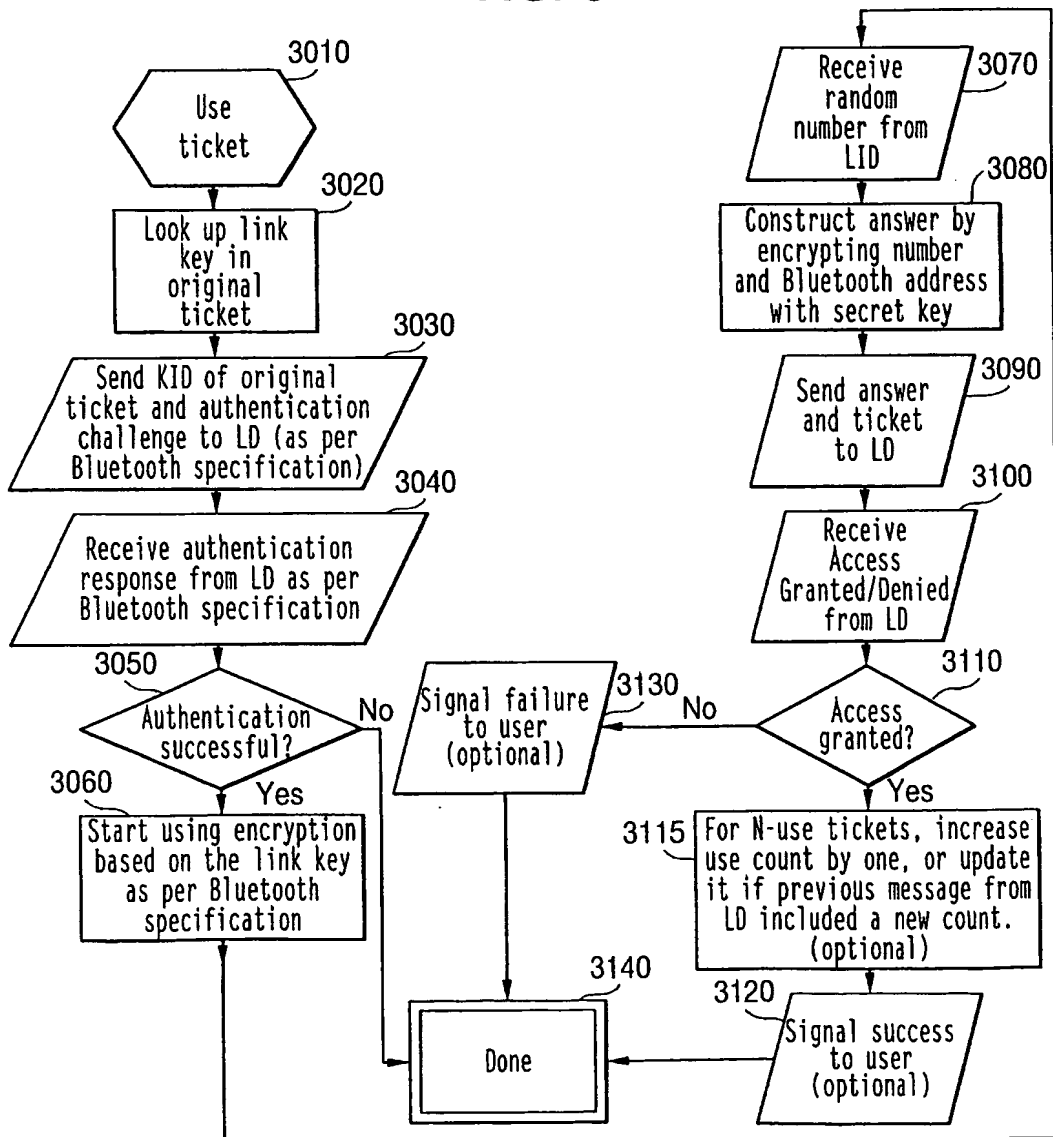 3010
Use
ticket
3020
Look up link
key in
original
ticket
3030
Send KID of original
ticket and authentication
challenge to LD (as per
Bluetooth specification)
3040
Receive authentication
response from LD as per
Bluetooth specification
3050
Authentication
successful?
No
Yes
3060
Start using encryption
based on the link key
as per Bluetooth
specification
3070
Receive
random
number from
LID
3080
Construct answer by
encrypting number
and Bluetooth address
with secret key
3090
Send answer
and ticket
to LD
3100
Receive
Access
Granted/Denied
from LD
3110
Access
granted?
No
Yes
3130
Signal failure
to user
(optional)
3115
For N-use tickets, increase
use count by one, or update
it if previous message from
LD included a new count.
(optional)
3120
Signal success
to user
(optional)
3140
Done